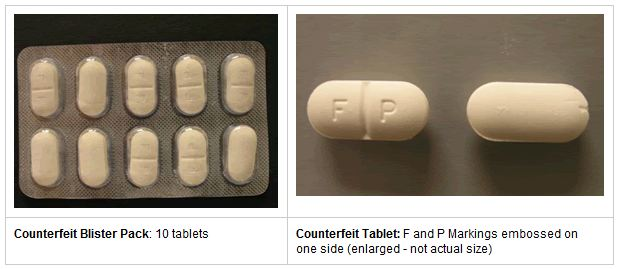 F P
Counterfeit Blister Pack: 10 tablets
Counterfeit Tablet: F and P Markings embossed on
one side (enlarged - not actual size)